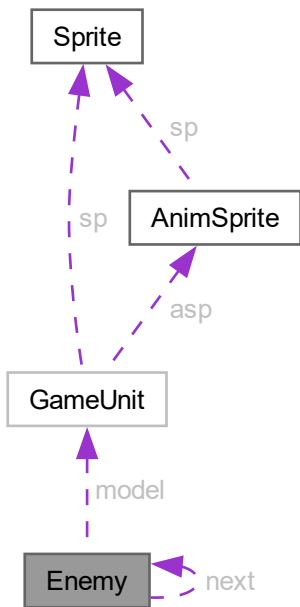 Sprite
sp
sp
AnimSprite
asp
GameUnit
model
Enemy
next